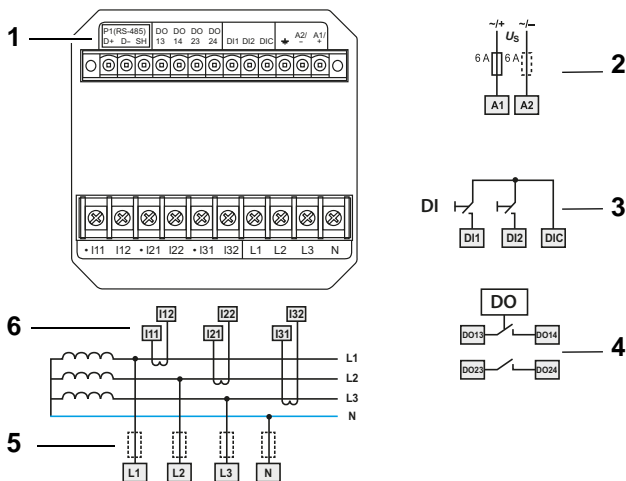 1
P1(RS-485) DO DO DO DO A2/ A1/
D+ D− SH 13 14 23 24 DI1 DI2 DIC − +
• I11 I12 • I21 I22 • I31 I32 L1 L2 L3 N
~/+ ~/−
Us
6 A 6 A
2
A1 A2
DI
3
DI1 DI2 DIC
DO
DO13 DO14
4
DO23 DO24
6
I12 I22 I32
I11 I21 I31
L1
L2
L3
N
5
L1 L2 L3 N